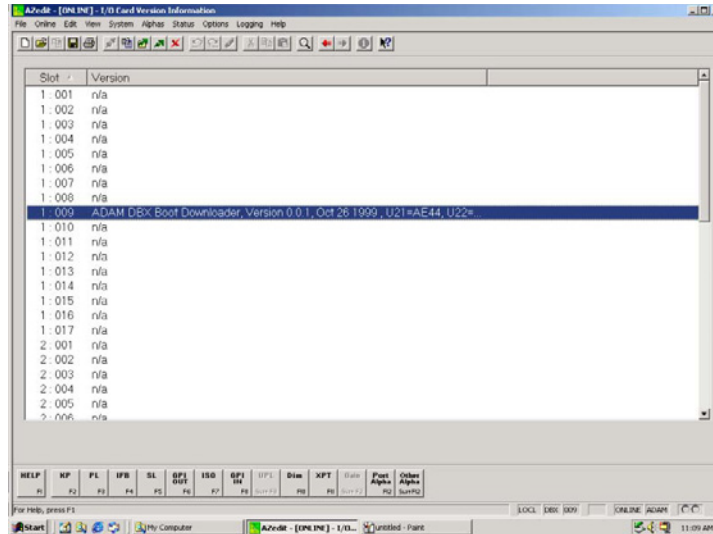 AZedit - [ONLINE] - I/O Card Version Information
File Online Edit View System Alphas Status Options Logging Help
Slot Version
1 : 001 n/a
1 : 002 n/a
1 : 003 n/a
1 : 004 n/a
1 : 005 n/a
1 : 006 n/a
1 : 007 n/a
1 : 008 n/a
1 : 009 ADAM DBX Boot Downloader, Version 0.0.1, Oct 26 1999 , U21=AE44, U22=...
1 : 010 n/a
1 : 011 n/a
1 : 012 n/a
1 : 013 n/a
1 : 014 n/a
1 : 015 n/a
1 : 016 n/a
1 : 017 n/a
2 : 001 n/a
2 : 002 n/a
2 : 003 n/a
2 : 004 n/a
2 : 005 n/a
2 : 006 n/a
HELP KP PL IFB SL GPI OUT ISO GPI IN UPL Dim XPT Gain Port Alpha Other Alpha
F1 F2 F3 F4 F5 F6 F7 F8 F9 F11 F12
For Help, press F1 LOCL DBX 009 ONLINE ADAM
Start My Computer AZedit - [ONLINE] - I/O... untitled - Paint 11:09 AM